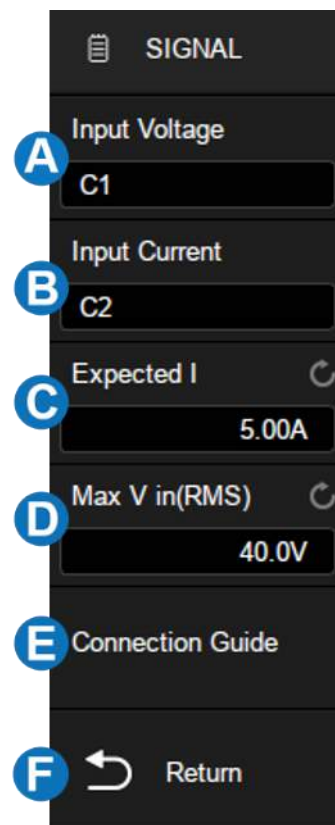 SIGNAL
Input Voltage
A
C1
Input Current
B
C2
Expected I
C
5.00A
Max V in(RMS)
D
40.0V
E Connection Guide
F Return